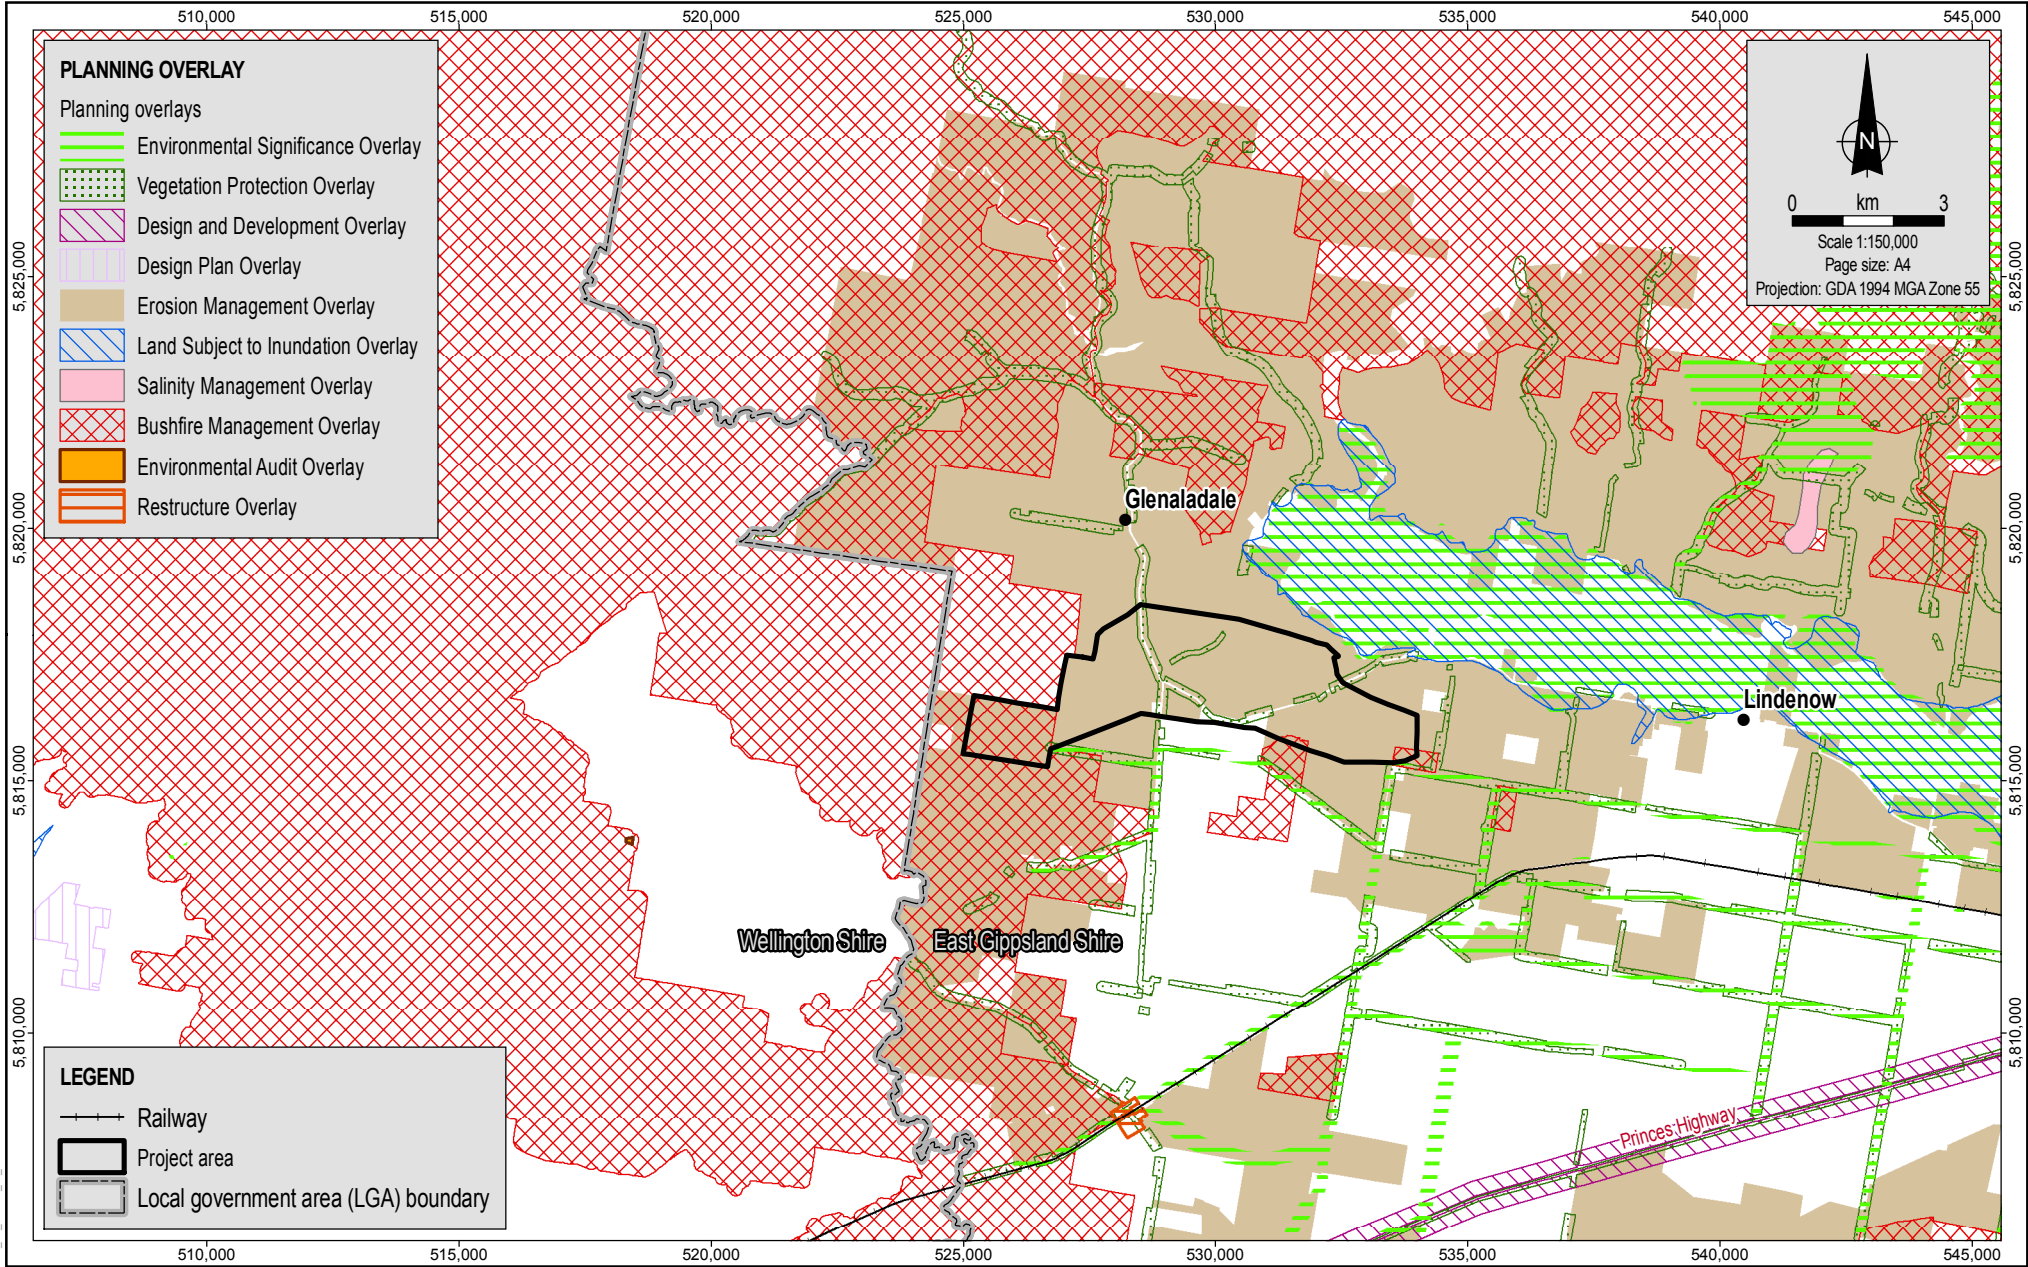 510,000 515,000 520,000 525,000 530,000 535,000 540,000 545,000
PLANNING OVERLAY
Planning overlays
Environmental Significance Overlay
Vegetation Protection Overlay
Design and Development Overlay
Design Plan Overlay
Erosion Management Overlay
Land Subject to Inundation Overlay
Salinity Management Overlay
Bushfire Management Overlay
Environmental Audit Overlay
Restructure Overlay
N
0 km 3
Scale 1:150,000
Page size: A4
Projection: GDA 1994 MGA Zone 55
5,825,000 5,825,000
Glenaladale
5,820,000 5,820,000
Lindenow
5,815,000 5,815,000
Wellington Shire East Gippsland Shire
5,810,000 5,810,000
Princes Highway
LEGEND
Railway
Project area
Local government area (LGA) boundary
510,000 515,000 520,000 525,000 530,000 535,000 540,000 545,000